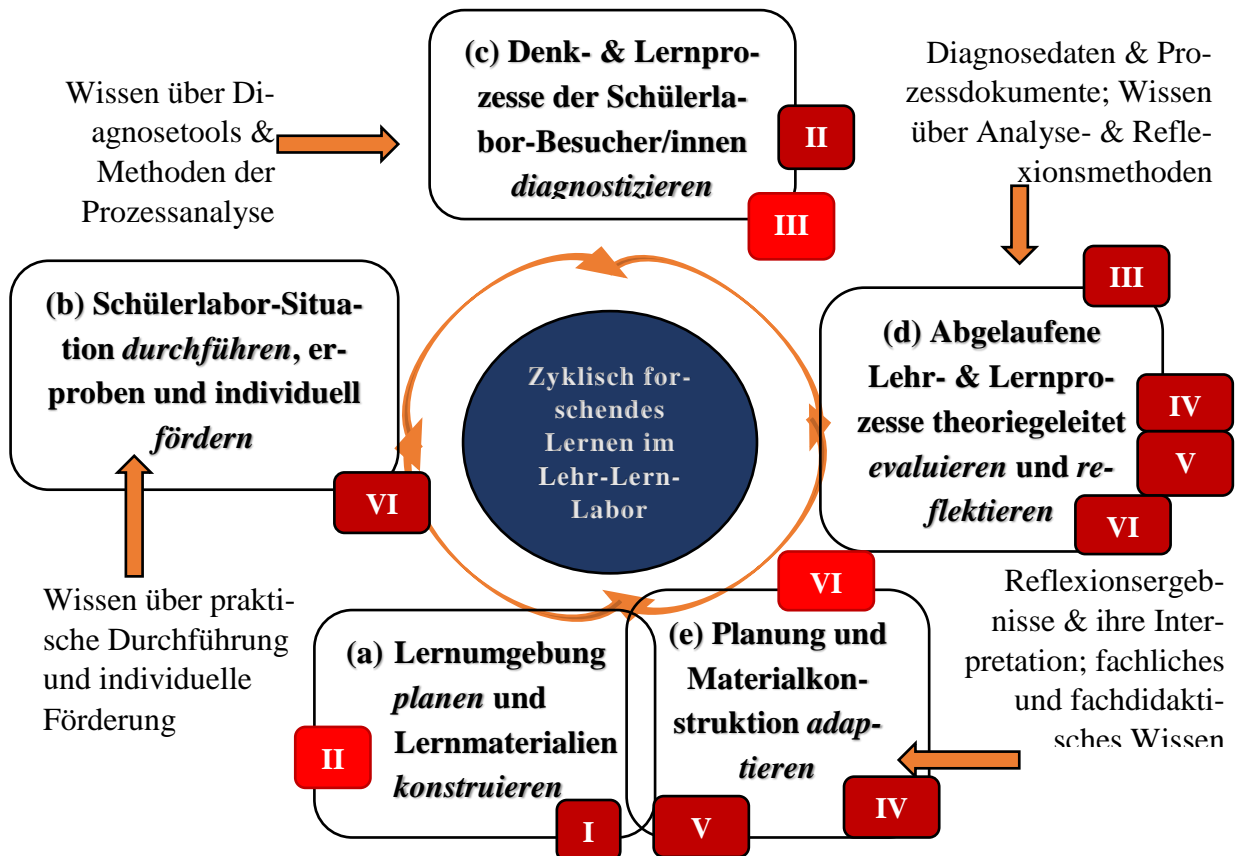 (c) Denk- & Lernpro-
zesse der Schülerla-
bor-Besucher/innen
diagnostizieren
II
III
Wissen über Di-
agnosetools &
Methoden der
Prozessanalyse
Diagnosedaten & Pro-
zessdokumente; Wissen
über Analyse- & Refle-
xionsmethoden
(b) Schülerlabor-Situa-
tion durchführen, er-
proben und individuell
fördern
VI
Zyklisch for-
schendes
Lernen im
Lehr-Lern-
Labor
III
(d) Abgelaufene
Lehr- & Lernpro-
zesse theoriegeleitet
evaluieren und re-
flektieren
IV
V
VI
Wissen über prakti-
sche Durchführung
und individuelle
Förderung
(a) Lernumgebung
planen und
Lernmaterialien
konstruieren
II
I
VI
(e) Planung und
Materialkon-
struktion adap-
tieren
V
IV
Reflexionsergeb-
nisse & ihre Inter-
pretation; fachliches
und fachdidakti-
sches Wissen